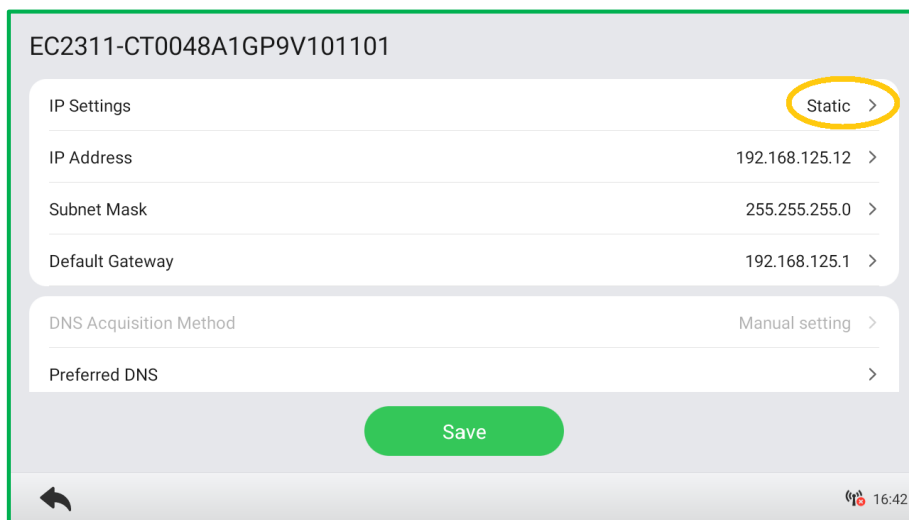 EC2311-CT0048A1GP9V101101
IP Settings Static
IP Address 192.168.125.12
Subnet Mask 255.255.255.0
Default Gateway 192.168.125.1
DNS Acquisition Method Manual setting
Preferred DNS
Save
16:42